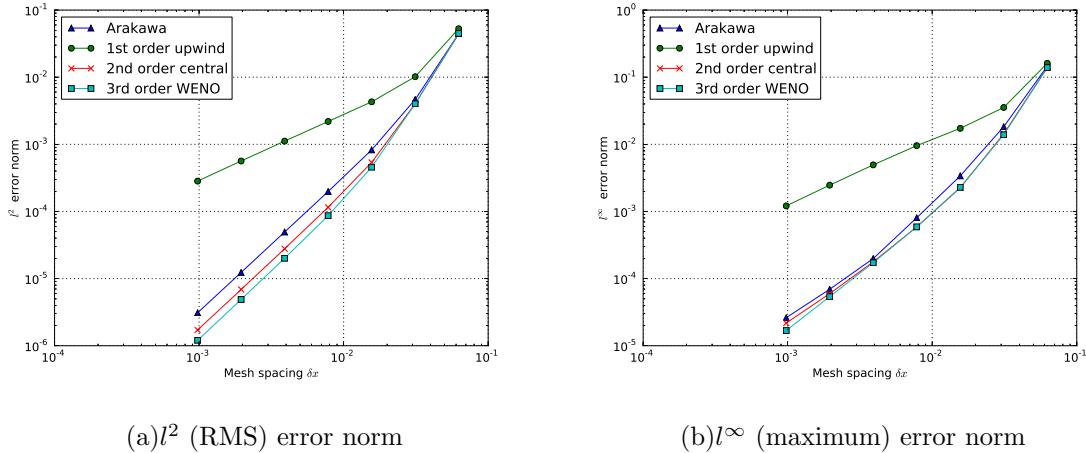 10^-1
10^-2
10^-3
10^-4
10^-5
10^-6
10^-4
10^-3
10^-2
10^-1
l^2 error norm
Mesh spacing δx
Arakawa
1st order upwind
2nd order central
3rd order WENO
(a)l^2 (RMS) error norm
10^0
10^-1
10^-2
10^-3
10^-4
10^-5
10^-4
10^-3
10^-2
10^-1
l^∞ error norm
Mesh spacing δx
Arakawa
1st order upwind
2nd order central
3rd order WENO
(b)l^∞ (maximum) error norm